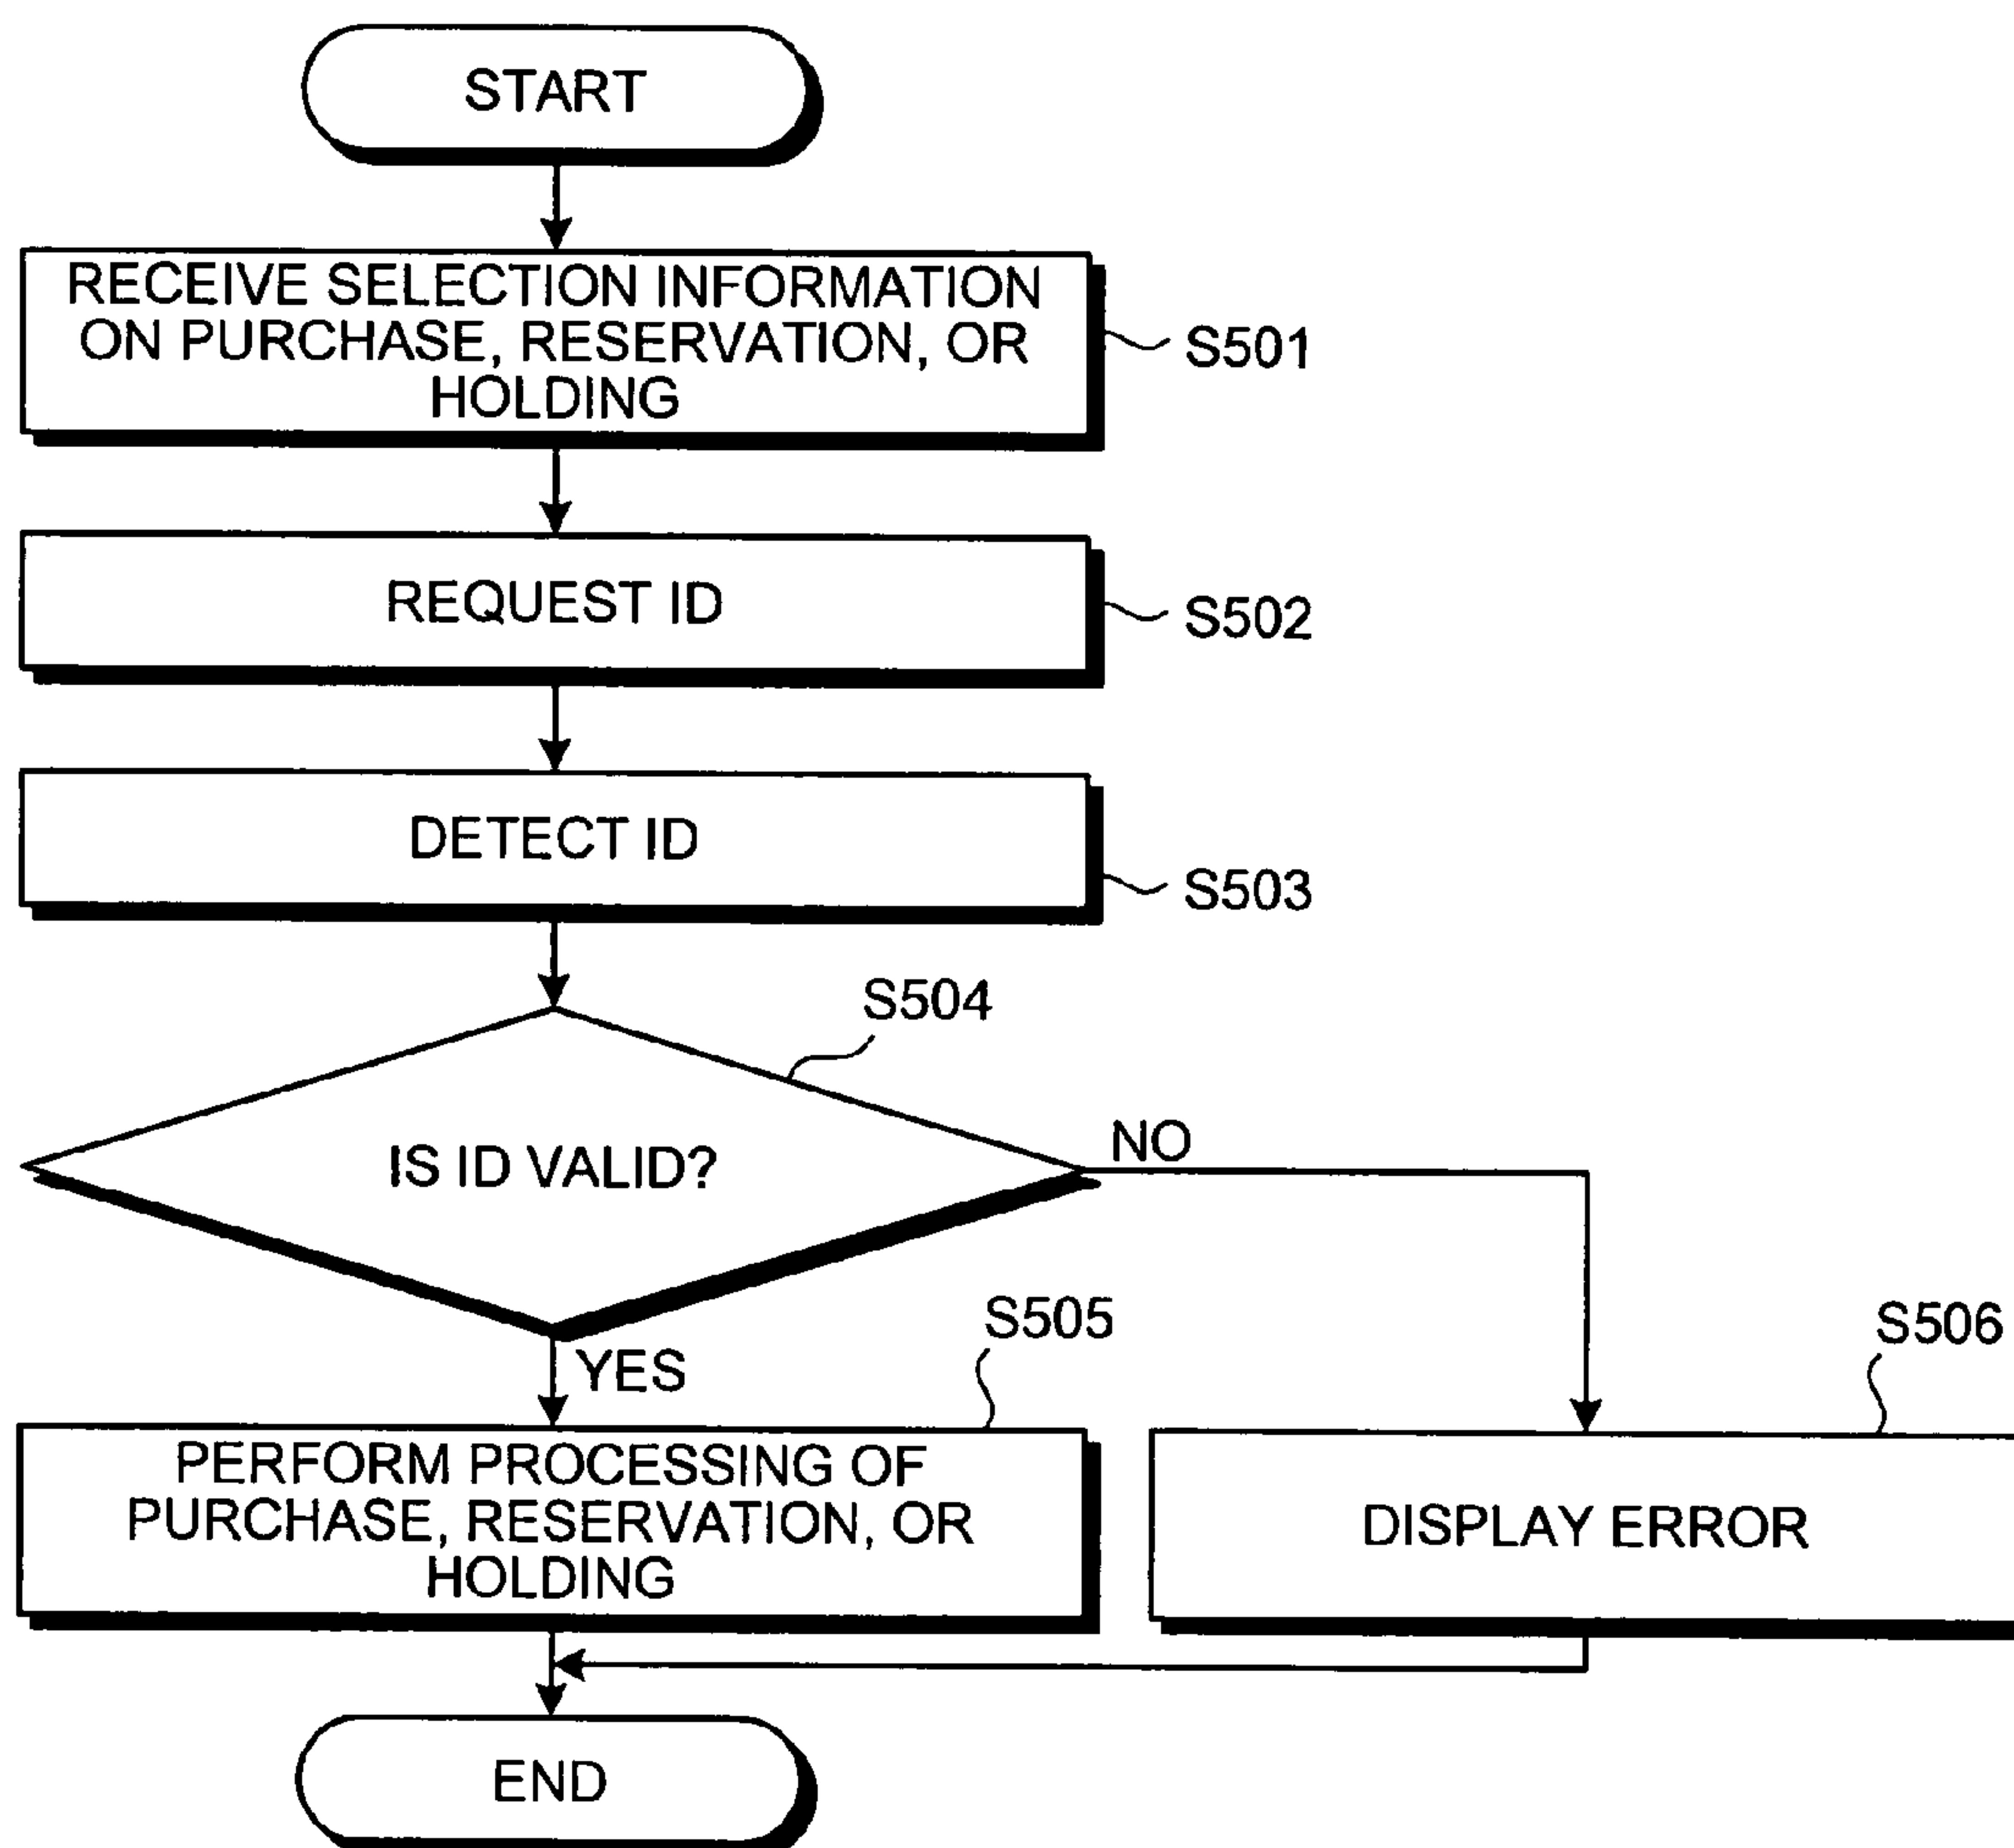 START
RECEIVE SELECTION INFORMATION
ON PURCHASE, RESERVATION, OR
HOLDING
S501
REQUEST ID
S502
DETECT ID
S503
S504
IS ID VALID?
NO
YES
S505
S506
PERFORM PROCESSING OF
PURCHASE, RESERVATION, OR
HOLDING
DISPLAY ERROR
END